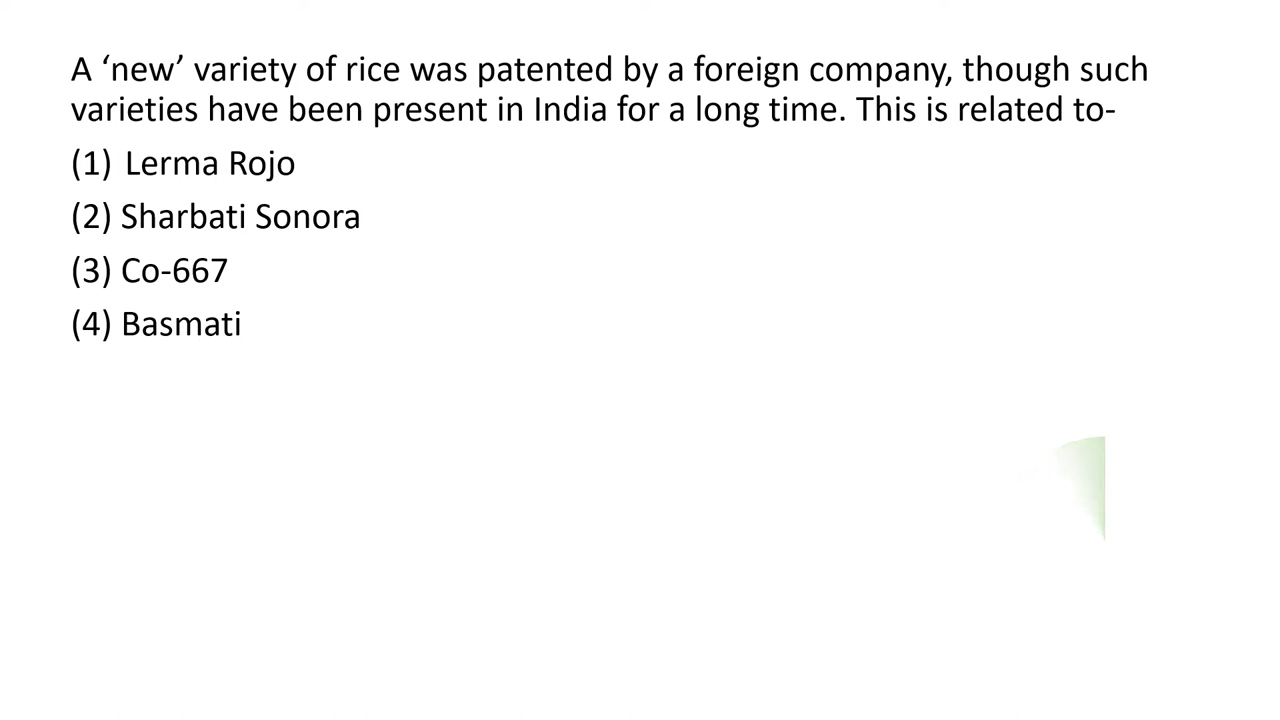 A ‘new’ variety of rice was patented by a foreign company, though such
varieties have been present in India for a long time. This is related to-
(1) Lerma Rojo
(2) Sharbati Sonora
(3) Co-667
(4) Basmati